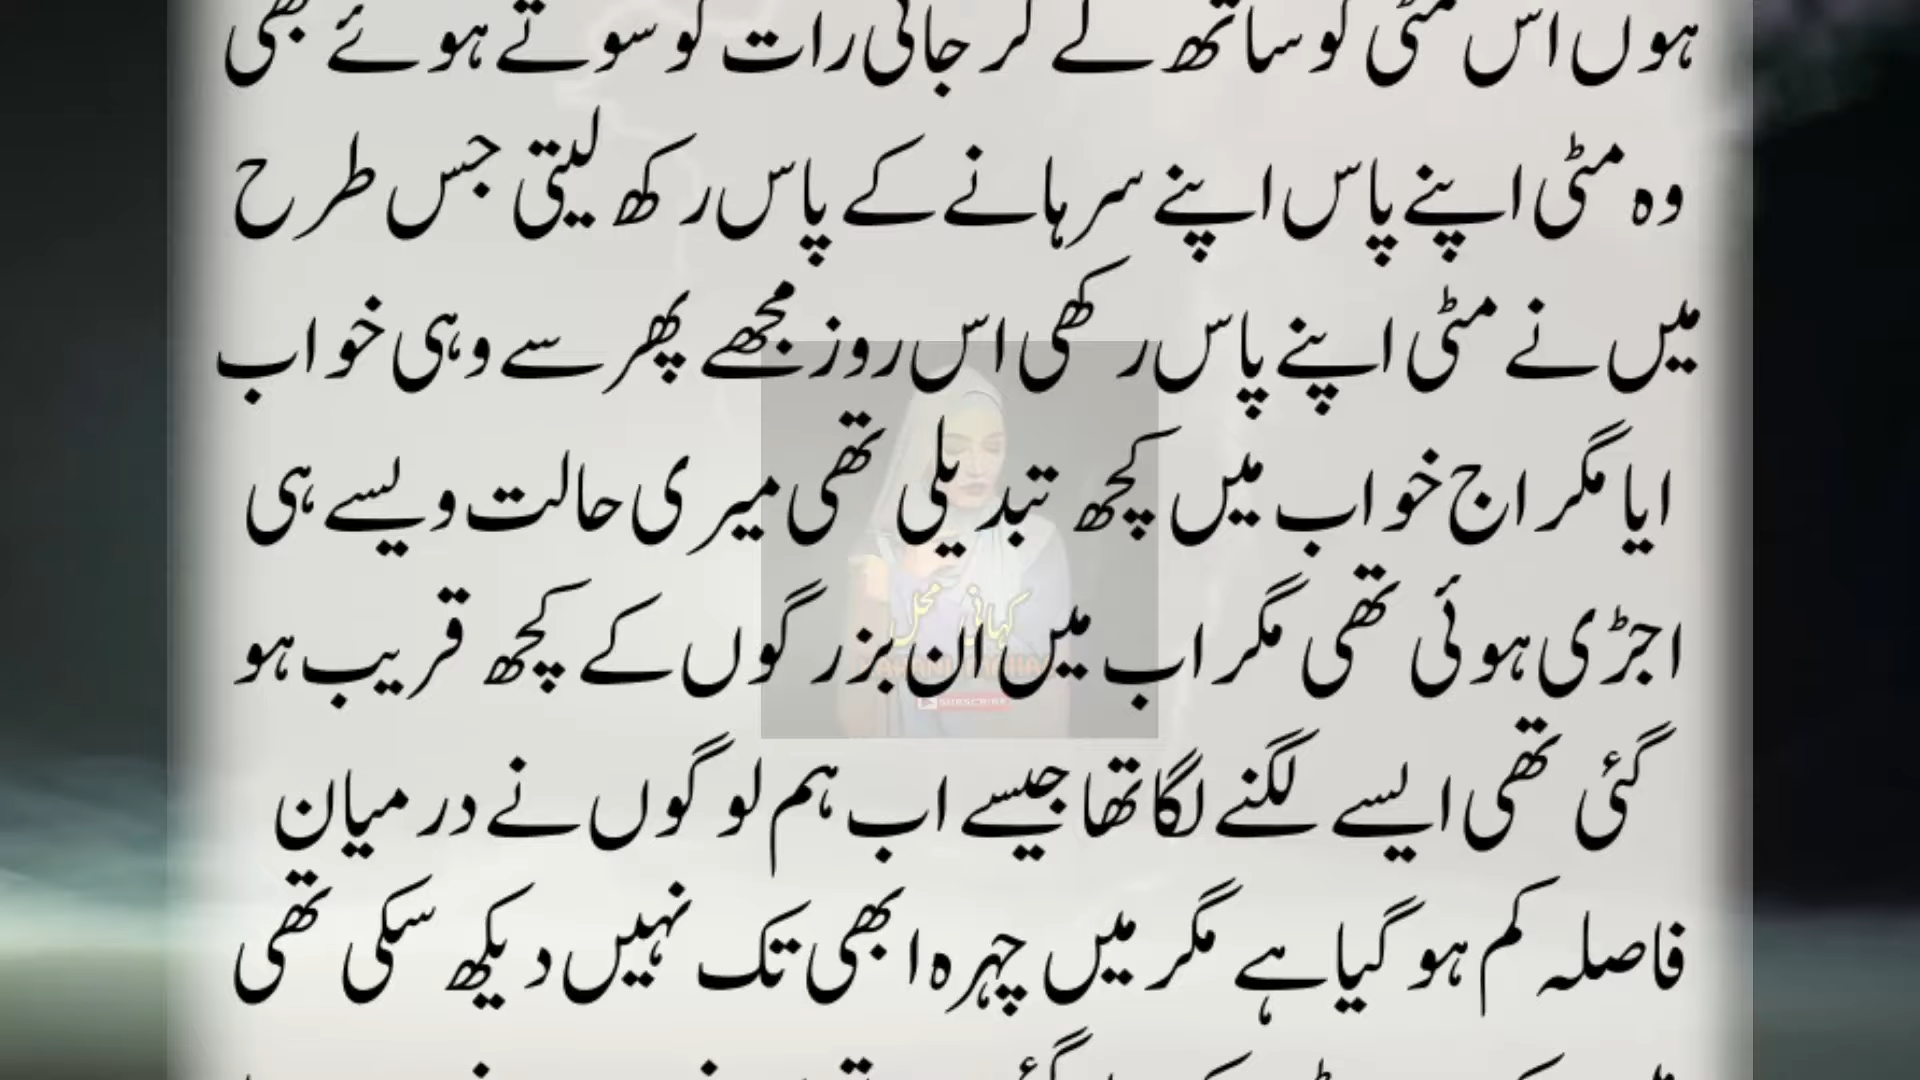 ہوں اس مٹی کو ساتھ لے کر جاتی رات کو سوتے ہوئے بھی
وہ مٹی اپنے پاس اپنے سرہانے کے پاس رکھ لیتی جس طرح
میں نے مٹی اپنے پاس رکھی اس روز مجھے پھر سے وہی خواب
ایا مگر اج خواب میں کچھ تبدیلی تھی میری حالت ویسے ہی
اجڑی ہوئی تھی مگر اب میں ان بزرگوں کے کچھ قریب ہو
گئی تھی ایسے لگنے لگا تھا جیسے اب ہم لوگوں نے درمیان
فاصلہ کم ہو گیا ہے مگر میں چہرہ ابھی تک نہیں دیکھ سکی تھی
کہانی محل
SUBSCRIBE